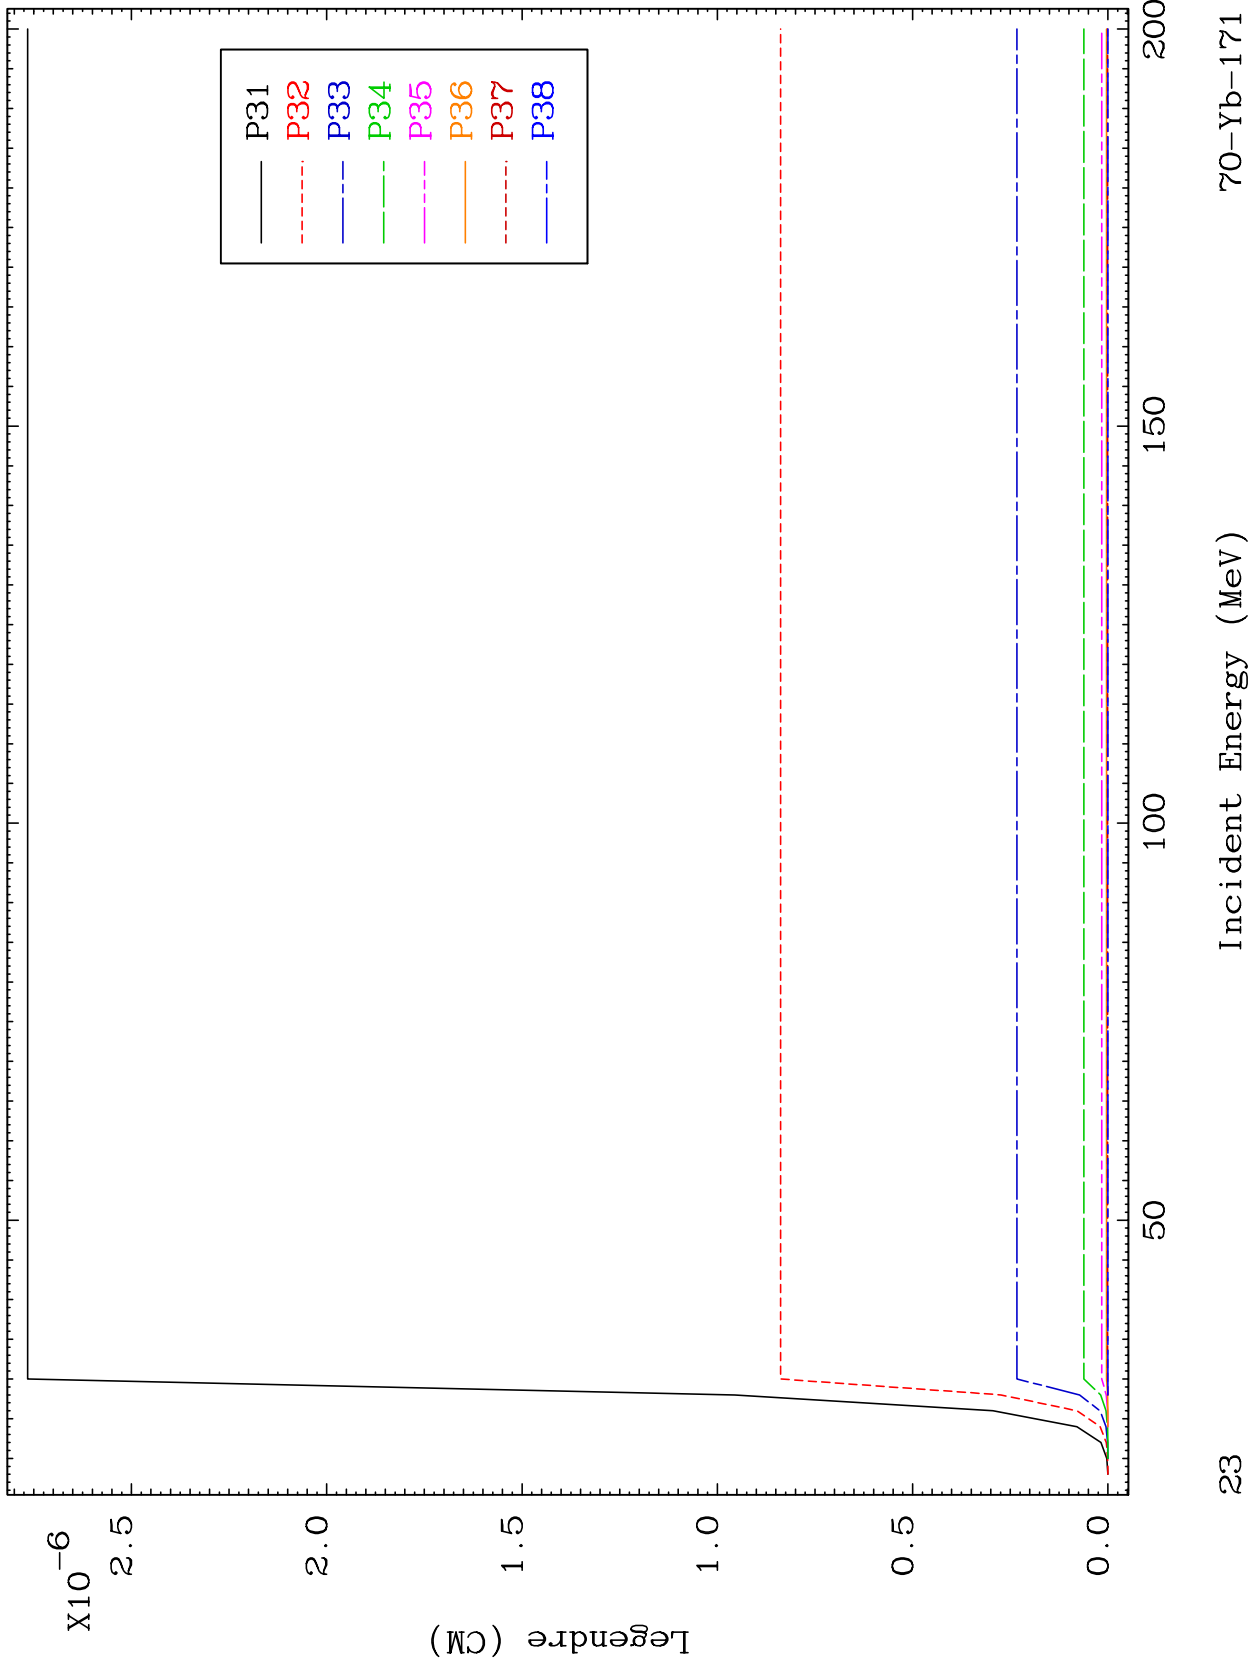 X10-6
2.5
2.0
1.5
1.0
0.5
0.0
Legendre (CM)
P31
P32
P33
P34
P35
P36
P37
P38
50
100
150
200
23
Incident Energy (MeV)
70-Yb-171